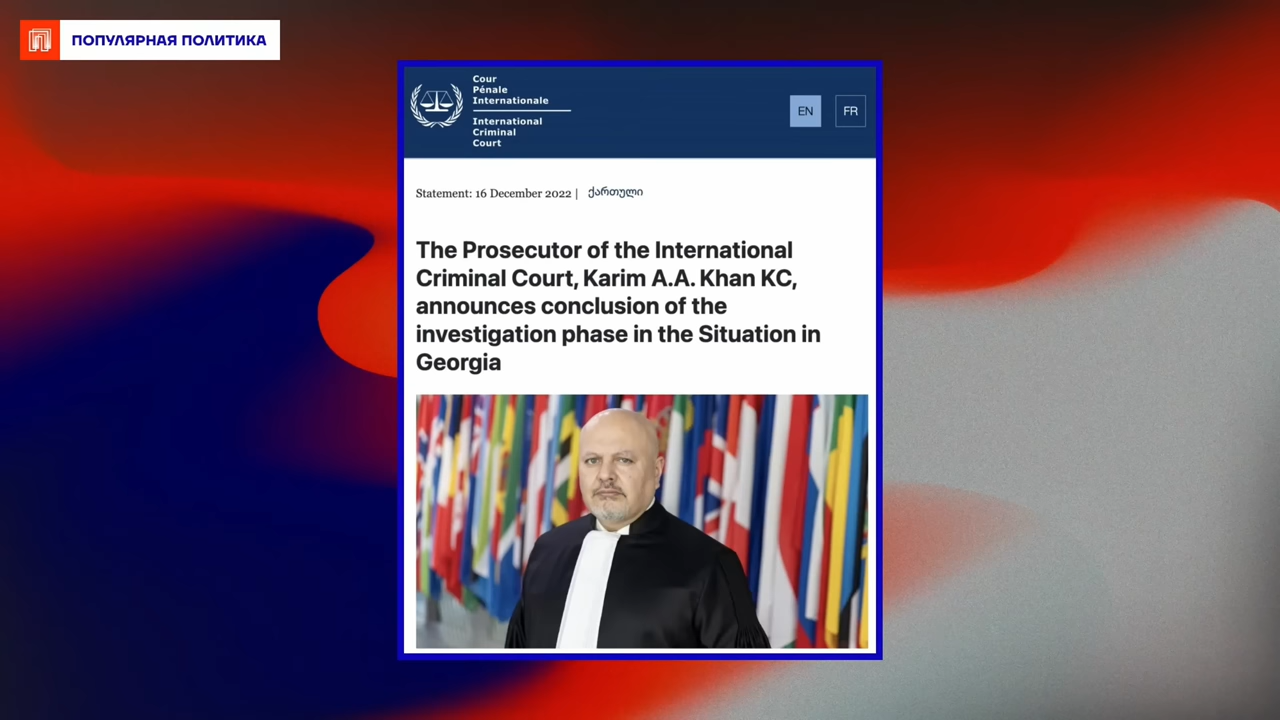 ПОПУЛЯРНАЯ ПОЛИТИКА
Cour
Pénale
Internationale
International
Criminal
Court
EN
FR
Statement: 16 December 2022 | ქართული
The Prosecutor of the International
Criminal Court, Karim A.A. Khan KC,
announces conclusion of the
investigation phase in the Situation in
Georgia